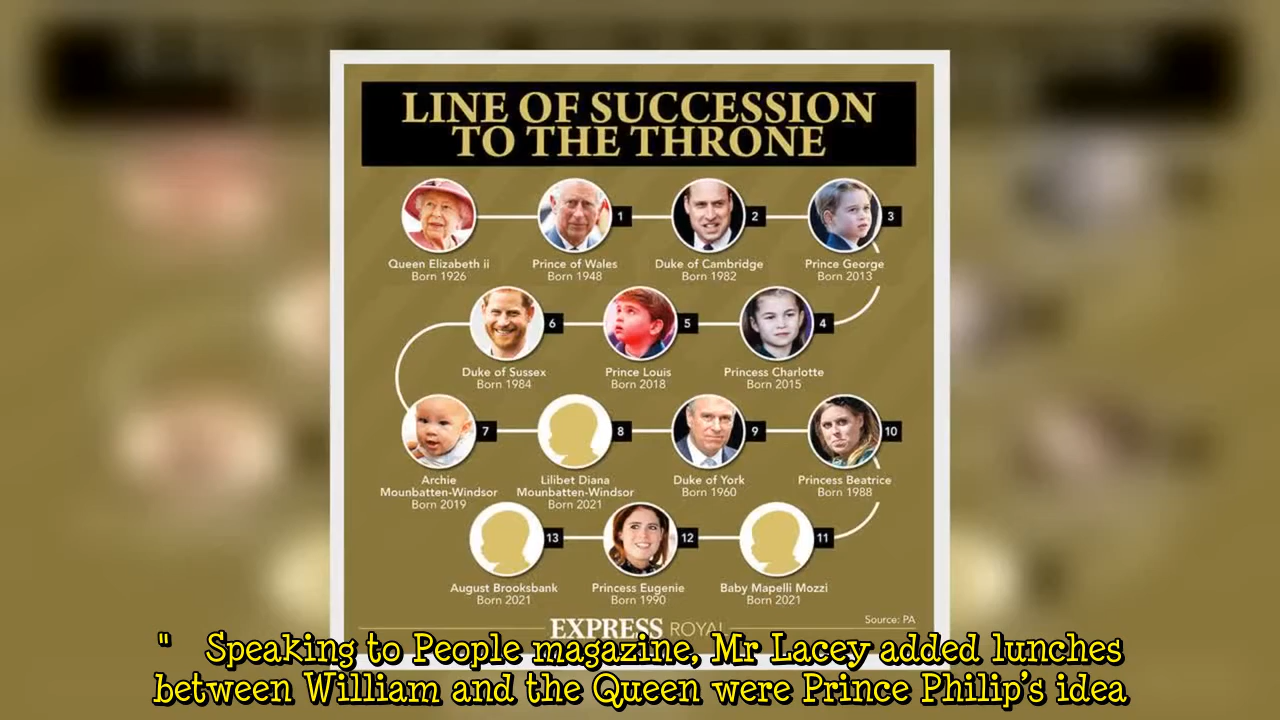 LINE OF SUCCESSION
TO THE THRONE
1
2
3
Queen Elizabeth ii
Born 1926
Prince of Wales
Born 1948
Duke of Cambridge
Born 1982
Prince George
Born 2013
6
5
4
Duke of Sussex
Born 1984
Prince Louis
Born 2018
Princess Charlotte
Born 2015
7
8
9
10
Archie
Mounbatten-Windsor
Born 2019
Lilibet Diana
Mounbatten-Windsor
Born 2021
Duke of York
Born 1960
Princess Beatrice
Born 1988
13
12
11
August Brooksbank
Born 2021
Princess Eugenie
Born 1990
Baby Mapelli Mozzi
Born 2021
Source: PA
EXPRESS ROYAL
" Speaking to People magazine, Mr Lacey added lunches
between William and the Queen were Prince Philip's idea